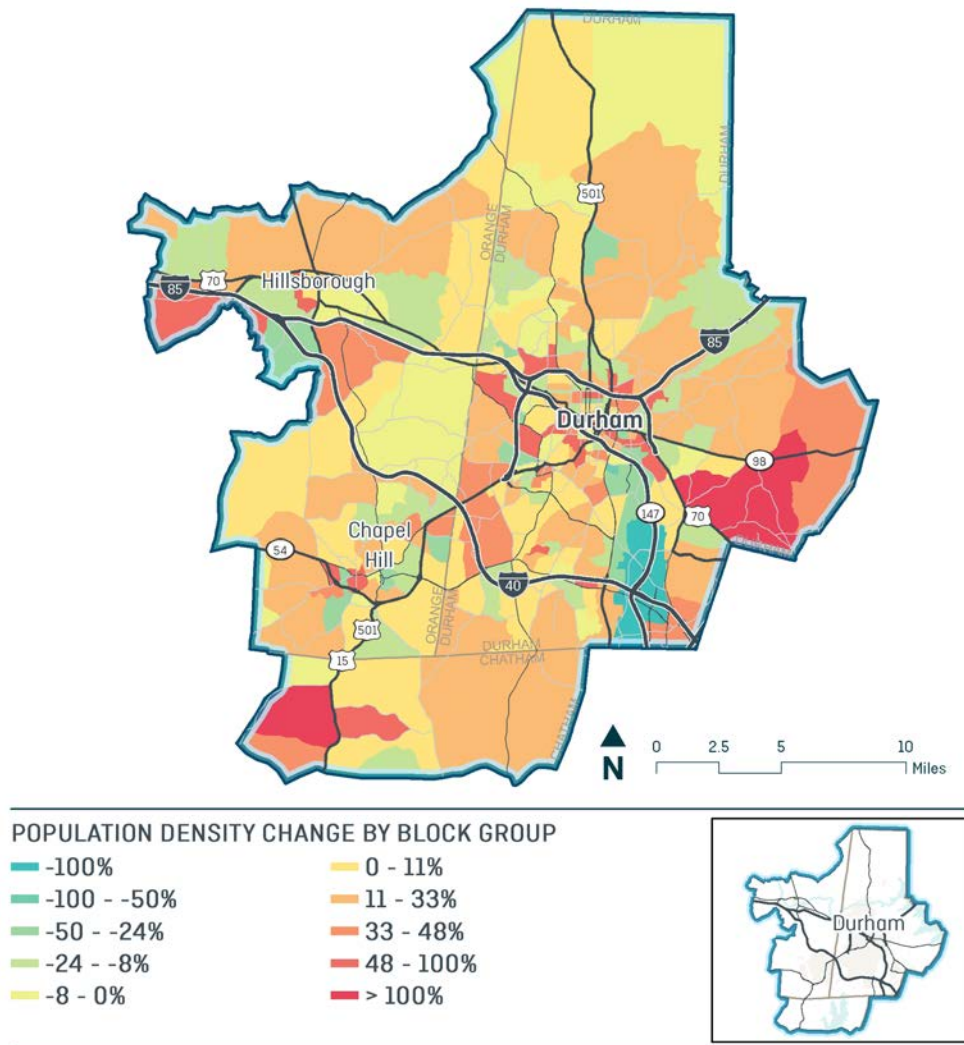 DURHAM
DURHAM
501
ORANGE
DURHAM
70
Hillsborough
85
85
Durham
98
147
70
Chapel
Hill
54
40
501
ORANGE
DURHAM
DURHAM
CHATHAM
15
CHATHAM
N
0 2.5 5 10
Miles
POPULATION DENSITY CHANGE BY BLOCK GROUP
-100%
-100 - -50%
-50 - -24%
-24 - -8%
-8 - 0%
0 - 11%
11 - 33%
33 - 48%
48 - 100%
> 100%
Durham